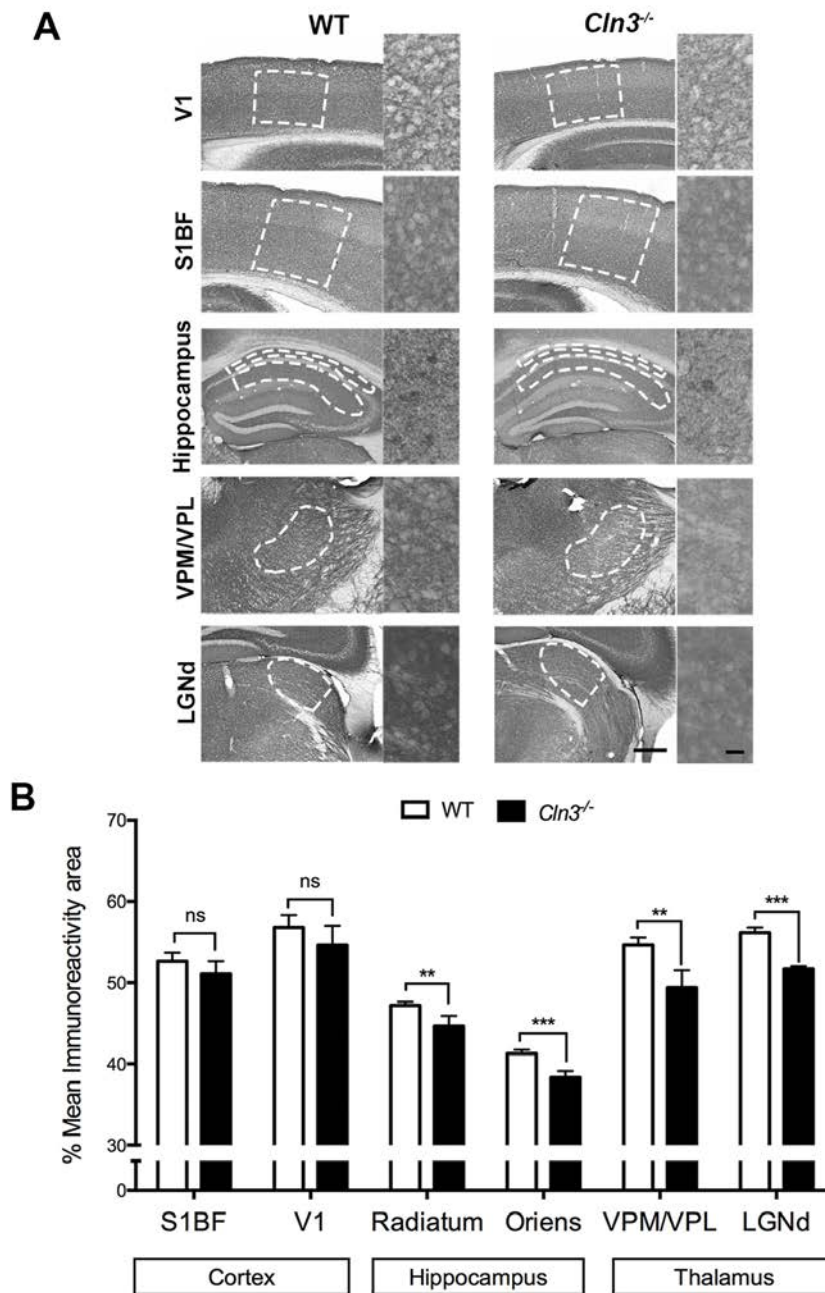 A
WT
Cln3-/-
V1
S1BF
Hippocampus
VPM/VPL
LGNd
B
WT
Cln3-/-
% Mean Immunoreactivity area
70
60
50
40
30
0
ns
ns
**
***
**
***
S1BF
V1
Radiatum
Oriens
VPM/VPL
LGNd
Cortex
Hippocampus
Thalamus